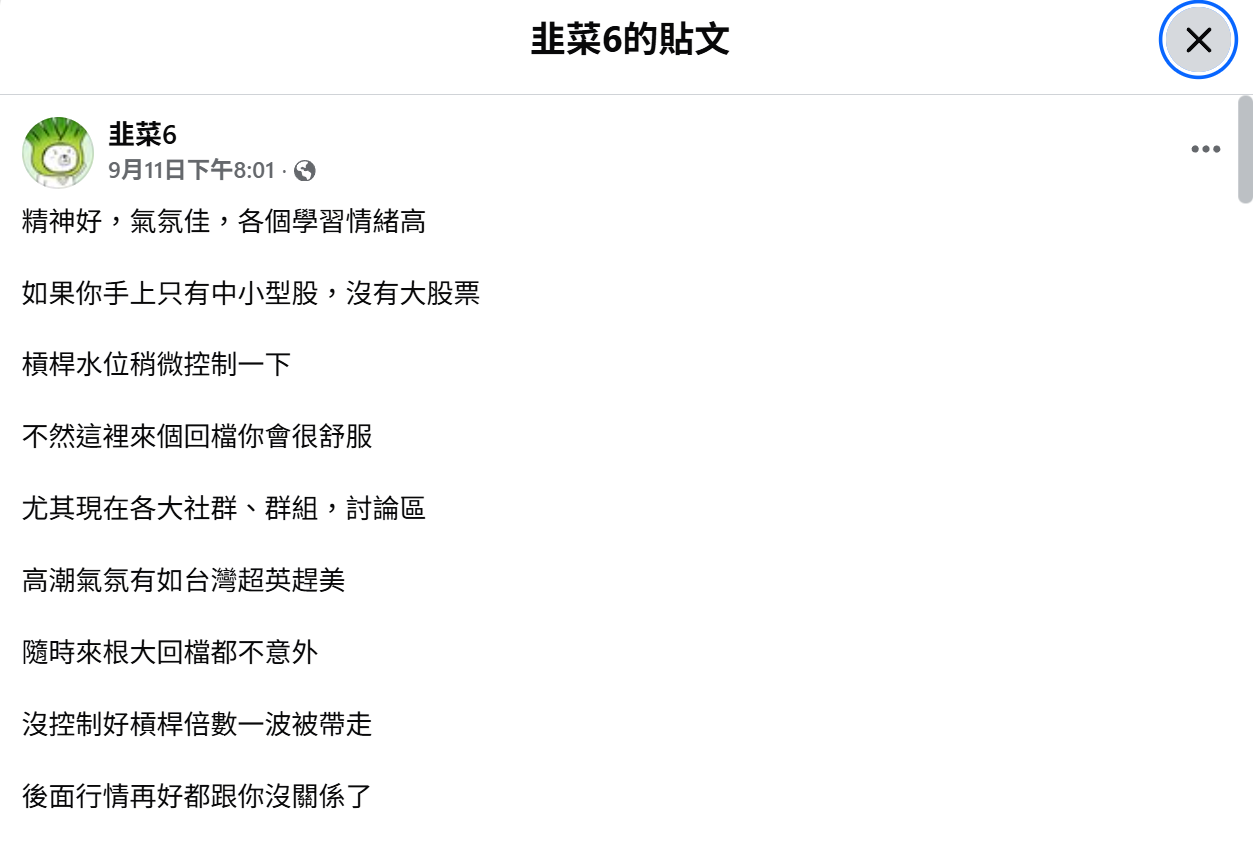 韭菜6的貼文
韭菜6
9月11日下午8:01 ·
精神好，氣氛佳，各個學習情緒高
如果你手上只有中小型股，沒有大股票
槓桿水位稍微控制一下
不然這裡來個回檔你會很舒服
尤其現在各大社群、群組，討論區
高潮氣氛有如台灣超英趕美
隨時來根大回檔都不意外
沒控制好槓桿倍數一波被帶走
後面行情再好都跟你沒關係了